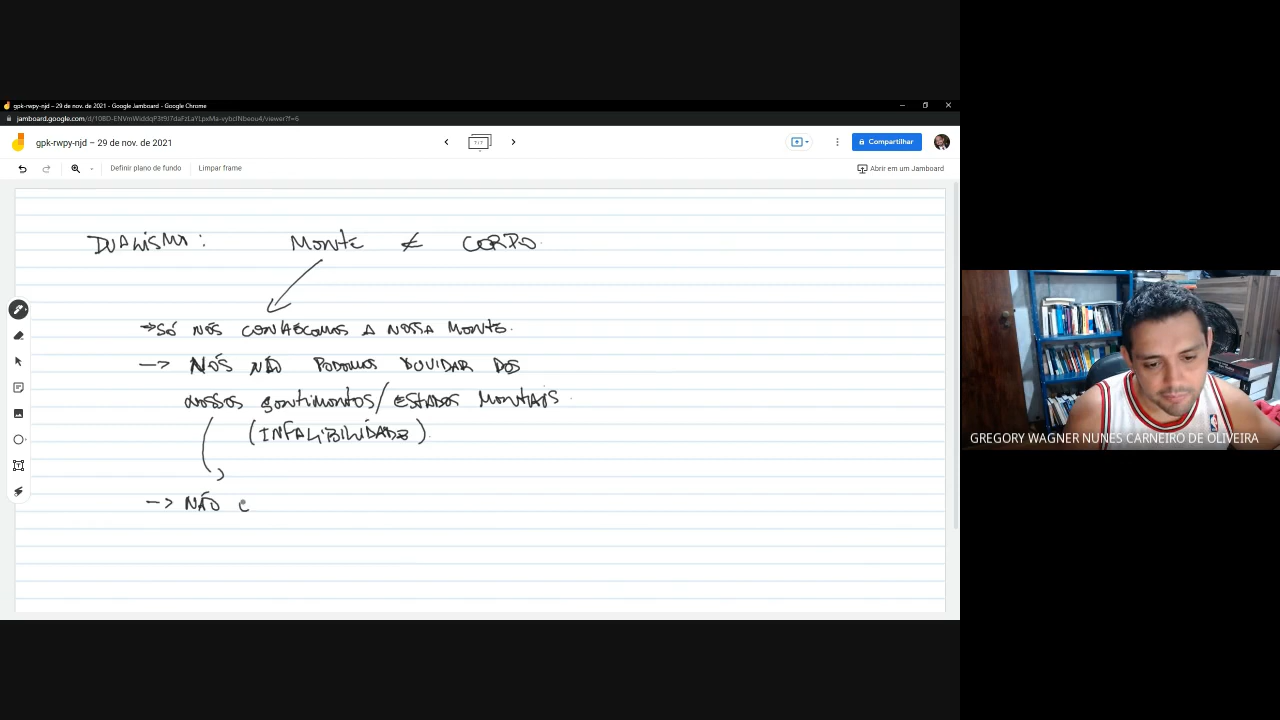 gpk-rwpy-njd – 29 de nov. de 2021 - Google Jamboard - Google Chrome
gpk-rwpy-njd – 29 de nov. de 2021
Compartilhar
Definir plano de fundo
Limpar frame
Abrir em um Jamboard
DUALISMO: Mente ≠ CORPO.
→ Só nós conhecemos a nossa mente.
→ Nós não podemos duvidar dos
nossos sentimentos/estados mentais.
(INFALIBILIDADE).
→ NÃO
GREGORY WAGNER NUNES CARNEIRO DE OLIVEIRA